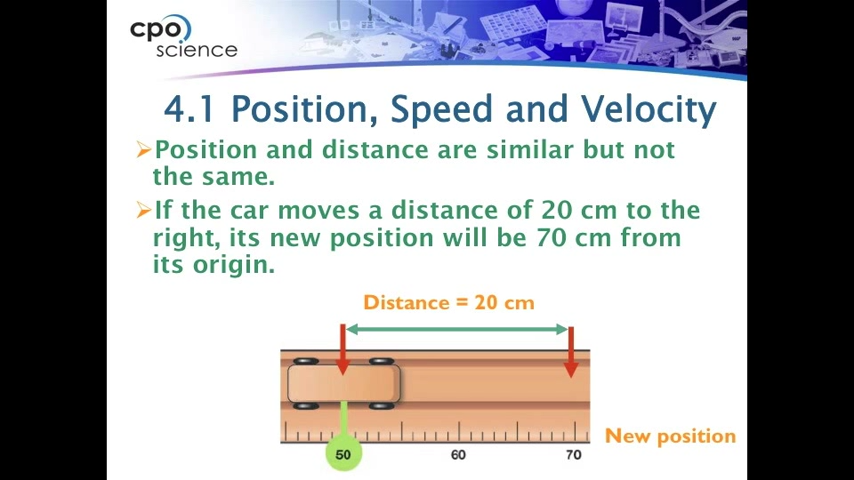 cpo
science
4.1 Position, Speed and Velocity
➢Position and distance are similar but not
the same.
➢If the car moves a distance of 20 cm to the
right, its new position will be 70 cm from
its origin.
Distance = 20 cm
New position
50 60 70